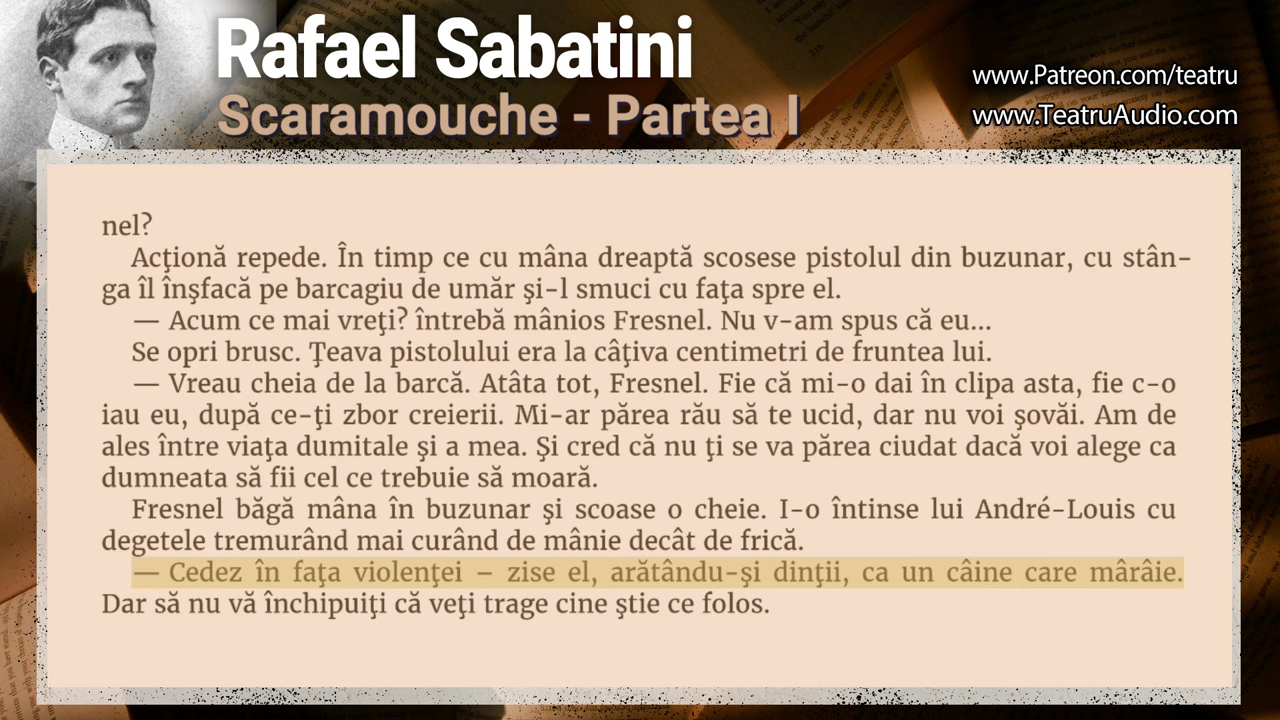 Rafael Sabatini
Scaramouche - Partea I
www.Patreon.com/teatru
www.TeatruAudio.com
nel?
Acţionă repede. În timp ce cu mâna dreaptă scosese pistolul din buzunar, cu stân-
ga îl înşfacă pe barcagiu de umăr şi-l smuci cu faţa spre el.
— Acum ce mai vreţi? întrebă mânios Fresnel. Nu v-am spus că eu...
Se opri brusc. Ţeava pistolului era la câţiva centimetri de fruntea lui.
— Vreau cheia de la barcă. Atâta tot, Fresnel. Fie că mi-o dai în clipa asta, fie c-o
iau eu, după ce-ţi zbor creierii. Mi-ar părea rău să te ucid, dar nu voi şovăi. Am de
ales între viaţa dumitale şi a mea. Şi cred că nu ţi se va părea ciudat dacă voi alege ca
dumneata să fii cel ce trebuie să moară.
Fresnel băgă mâna în buzunar şi scoase o cheie. I-o întinse lui André-Louis cu
degetele tremurând mai curând de mânie decât de frică.
— Cedez în faţa violenţei – zise el, arătându-şi dinţii, ca un câine care mârâie.
Dar să nu vă închipuiţi că veţi trage cine ştie ce folos.